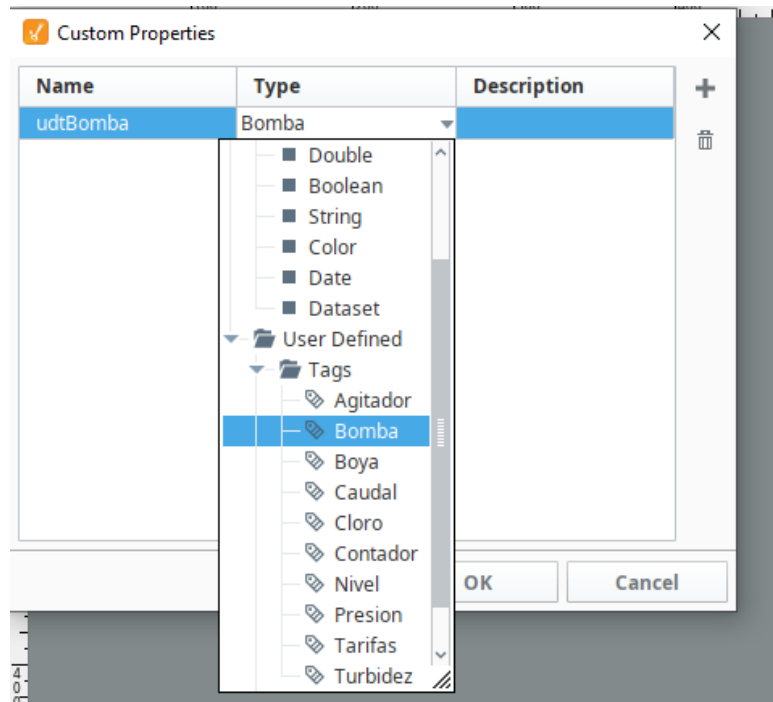 Custom Properties
Name Type Description
udtBomba Bomba
Double
Boolean
String
Color
Date
Dataset
User Defined
Tags
Agitador
Bomba
Boya
Caudal
Cloro
Contador
Nivel
OK Cancel
Presion
Tarifas
Turbidez